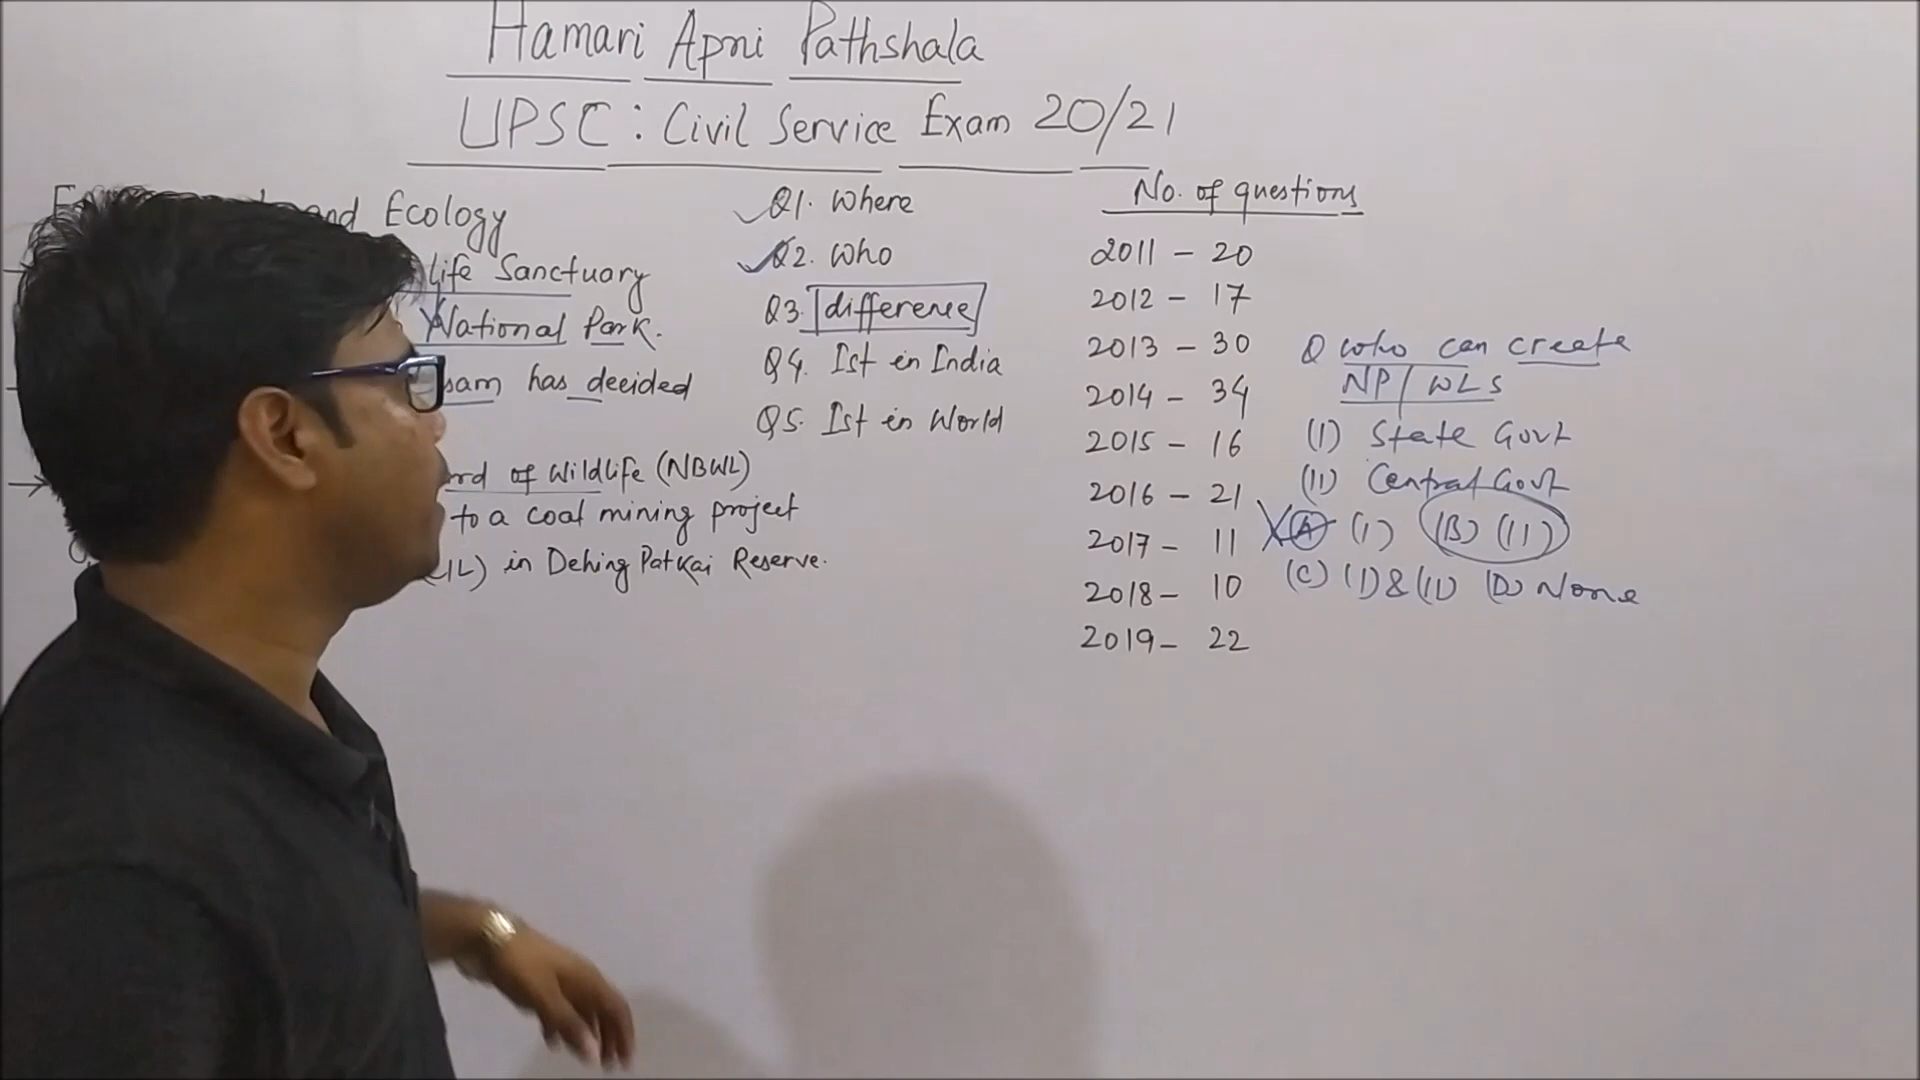 Hamari Apni Pathshala
UPSC : Civil Service Exam 20/21
and Ecology
life Sanctuary
National Park.
sam has decided
rd of Wildlife (NBWL)
to a coal mining project
IL) in Dehing Patkai Reserve.
Q1. Where
Q2. Who
Q3. difference
Q4. Ist in India
Q5. Ist in World
No. of questions
2011 - 20
2012 - 17
2013 - 30
2014 - 34
2015 - 16
2016 - 21
2017 - 11
2018 - 10
2019 - 22
Q who can create
NP/WLS
(I) State Govt
(II) Central Govt
(A) (I) (B) (II)
(C) (I) & (II) (D) None